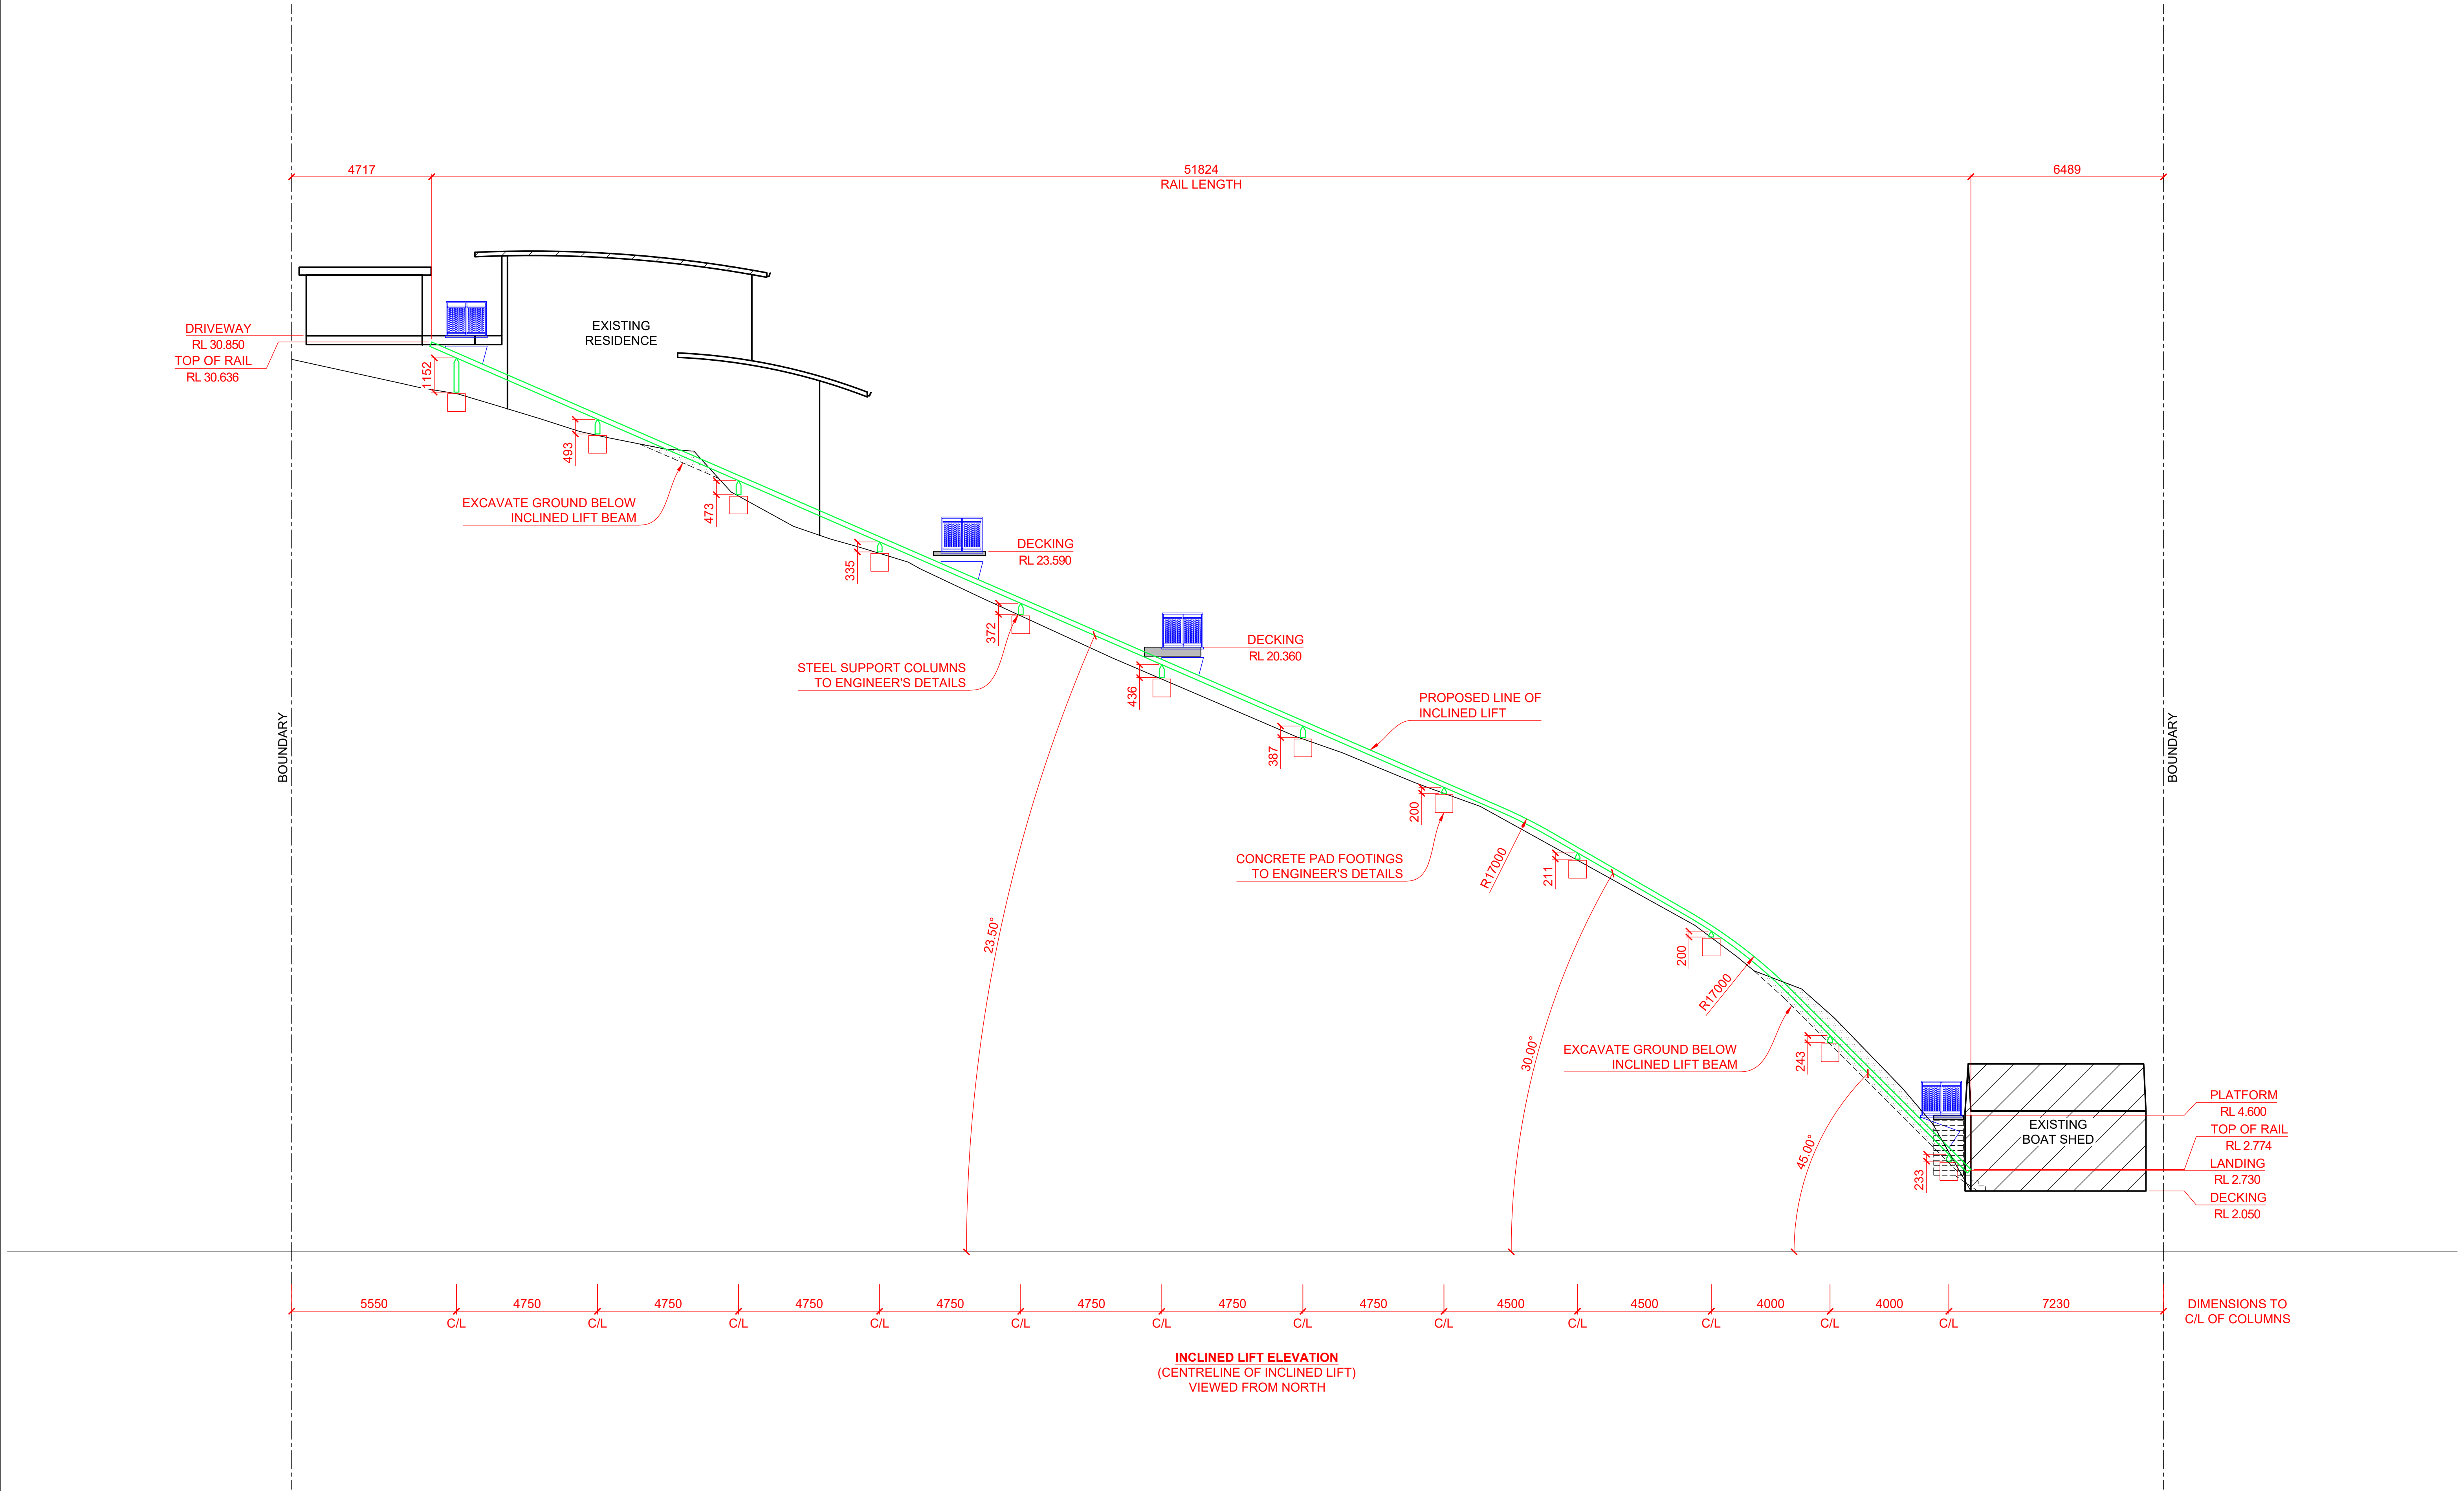 4717
51824
RAIL LENGTH
6489
EXISTING
RESIDENCE
DRIVEWAY
RL 30.850
TOP OF RAIL
RL 30.636
1152
493
EXCAVATE GROUND BELOW
INCLINED LIFT BEAM
473
335
DECKING
RL 23.590
372
STEEL SUPPORT COLUMNS
TO ENGINEER'S DETAILS
DECKING
RL 20.360
436
PROPOSED LINE OF
INCLINED LIFT
BOUNDARY
BOUNDARY
387
200
CONCRETE PAD FOOTINGS
TO ENGINEER'S DETAILS
R17000
211
23.50°
200
R17000
30.00°
EXCAVATE GROUND BELOW
INCLINED LIFT BEAM
243
45.00°
233
EXISTING
BOAT SHED
PLATFORM
RL 4.600
TOP OF RAIL
RL 2.774
LANDING
RL 2.730
DECKING
RL 2.050
5550 4750 4750 4750 4750 4750 4750 4750 4500 4500 4000 4000 7230
C/L C/L C/L C/L C/L C/L C/L C/L C/L C/L C/L C/L
DIMENSIONS TO
C/L OF COLUMNS
INCLINED LIFT ELEVATION
(CENTRELINE OF INCLINED LIFT)
VIEWED FROM NORTH